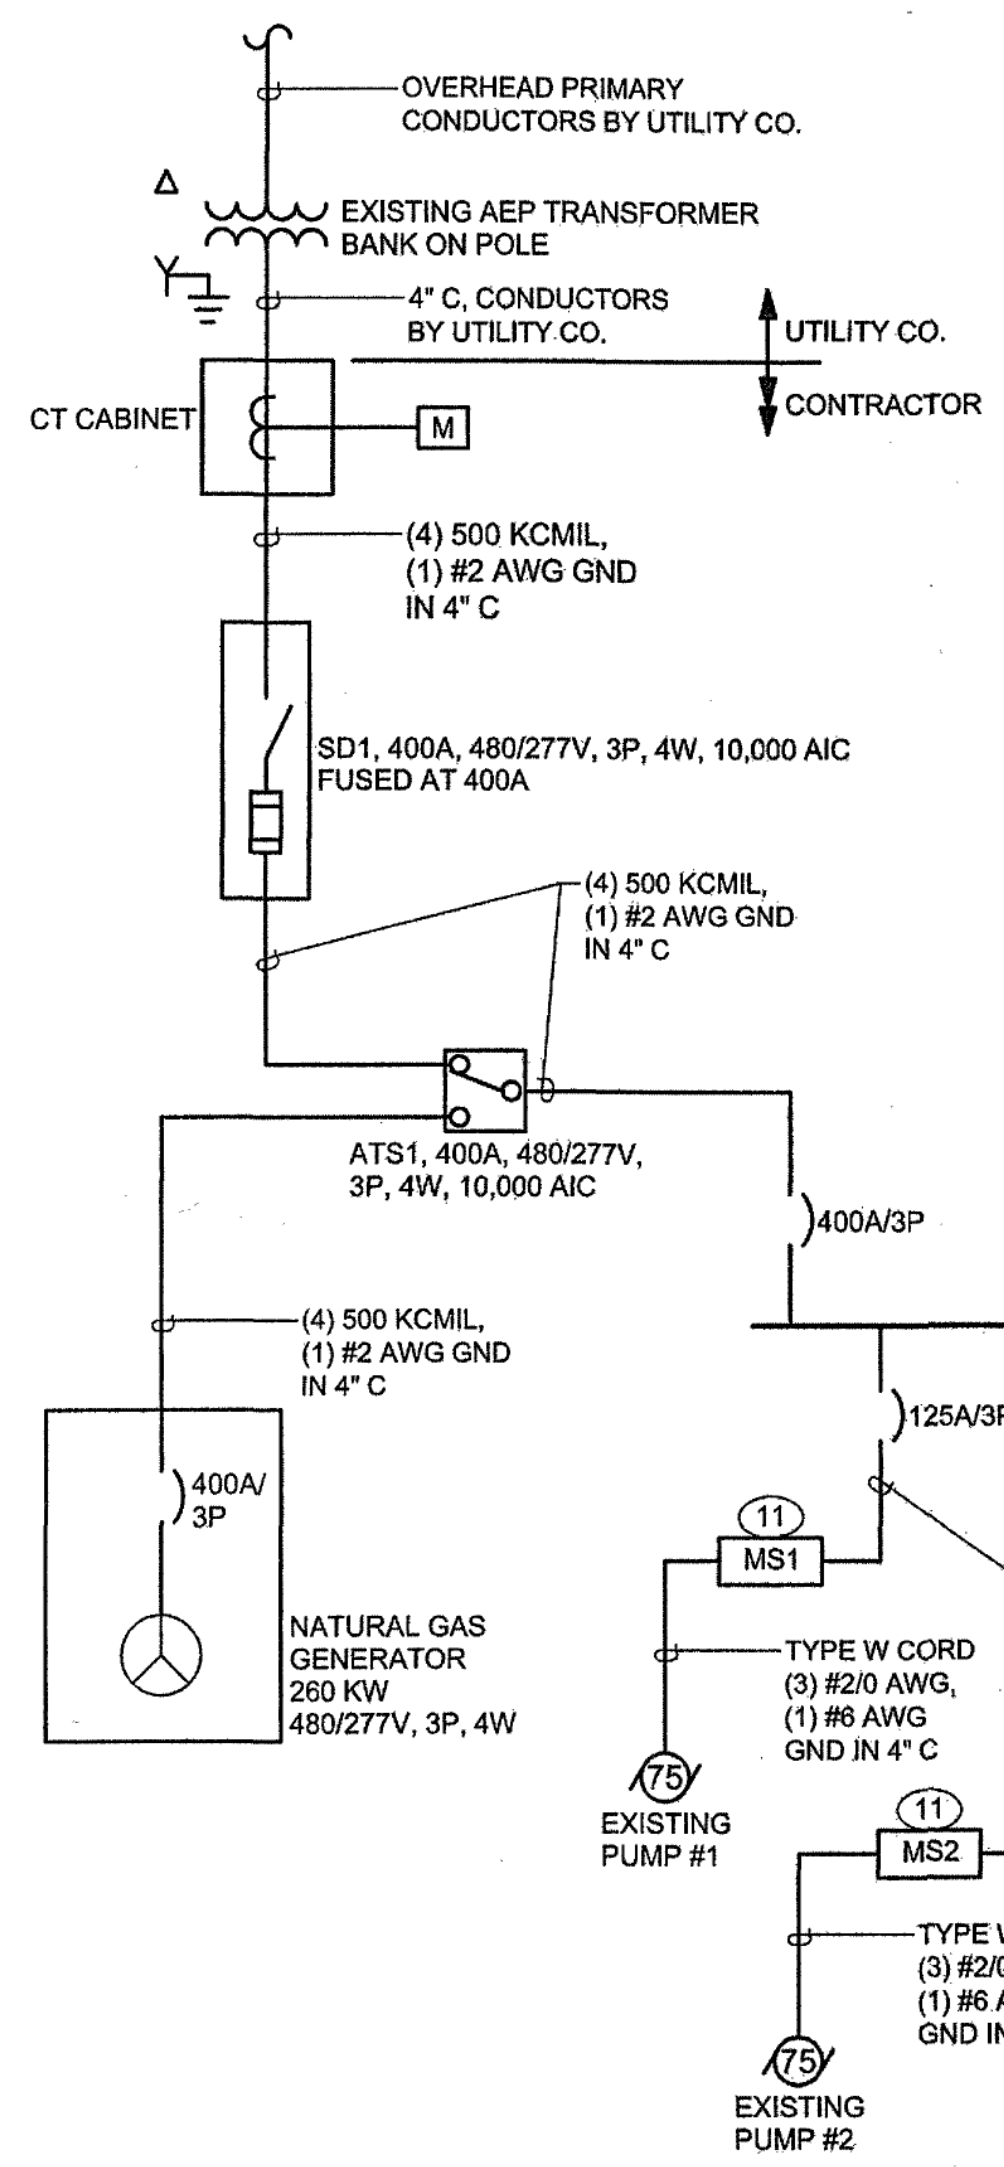 OVERHEAD PRIMARY
CONDUCTORS BY UTILITY CO.
Δ
EXISTING AEP TRANSFORMER
BANK ON POLE
4" C, CONDUCTORS
BY UTILITY CO.
UTILITY CO.
CONTRACTOR
CT CABINET
M
(4) 500 KCMIL,
(1) #2 AWG GND
IN 4" C
SD1, 400A, 480/277V, 3P, 4W, 10,000 AIC
FUSED AT 400A
(4) 500 KCMIL,
(1) #2 AWG GND
IN 4" C
ATS1, 400A, 480/277V,
3P, 4W, 10,000 AIC
400A/3P
(4) 500 KCMIL,
(1) #2 AWG GND
IN 4" C
125A/3P
400A/
3P
11
MS1
NATURAL GAS
GENERATOR
260 KW
480/277V, 3P, 4W
TYPE W CORD
(3) #2/0 AWG,
(1) #6 AWG
GND IN 4" C
75
EXISTING
PUMP #1
11
MS2
TYPE
(3) #2/0
(1) #6
GND IN
75
EXISTING
PUMP #2